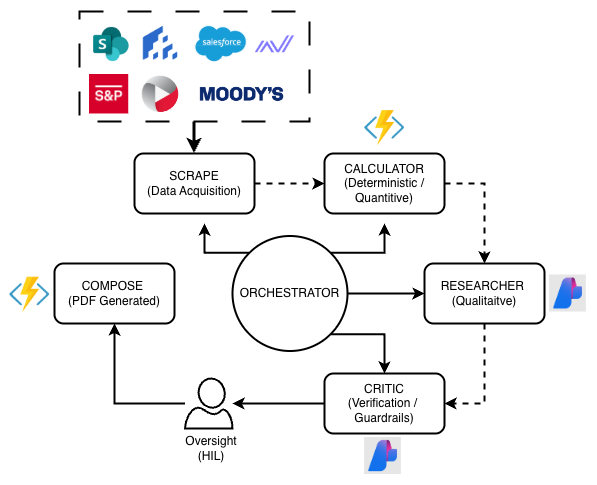 S
salesforce
S&P
MOODY'S
SCRAPE
(Data Acquisition)
CALCULATOR
(Deterministic /
Quantitive)
ORCHESTRATOR
COMPOSE
(PDF Generated)
RESEARCHER
(Qualitaitve)
CRITIC
(Verification /
Guardrails)
Oversight
(HIL)